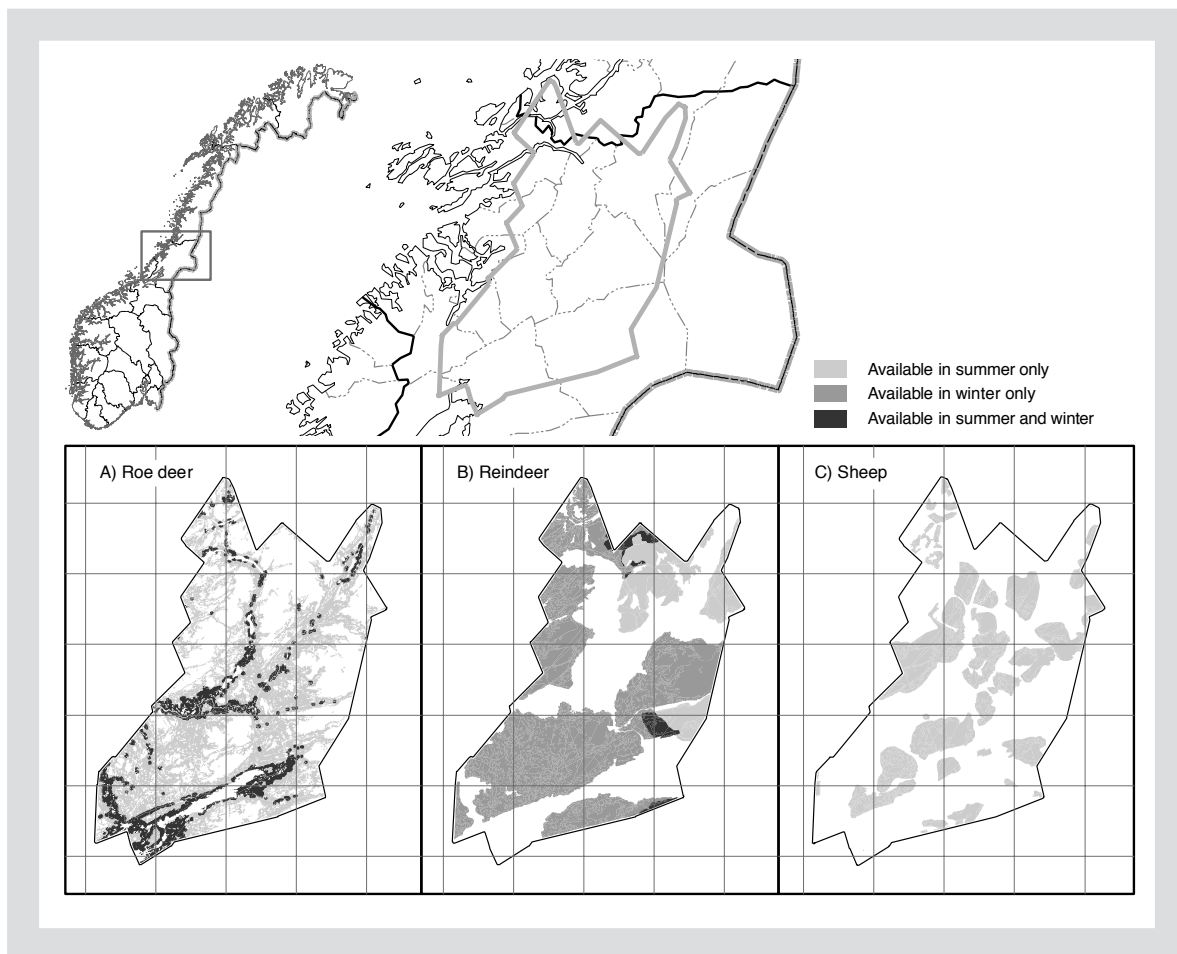 Available in summer only
Available in winter only
Available in summer and winter
A) Roe deer
B) Reindeer
C) Sheep